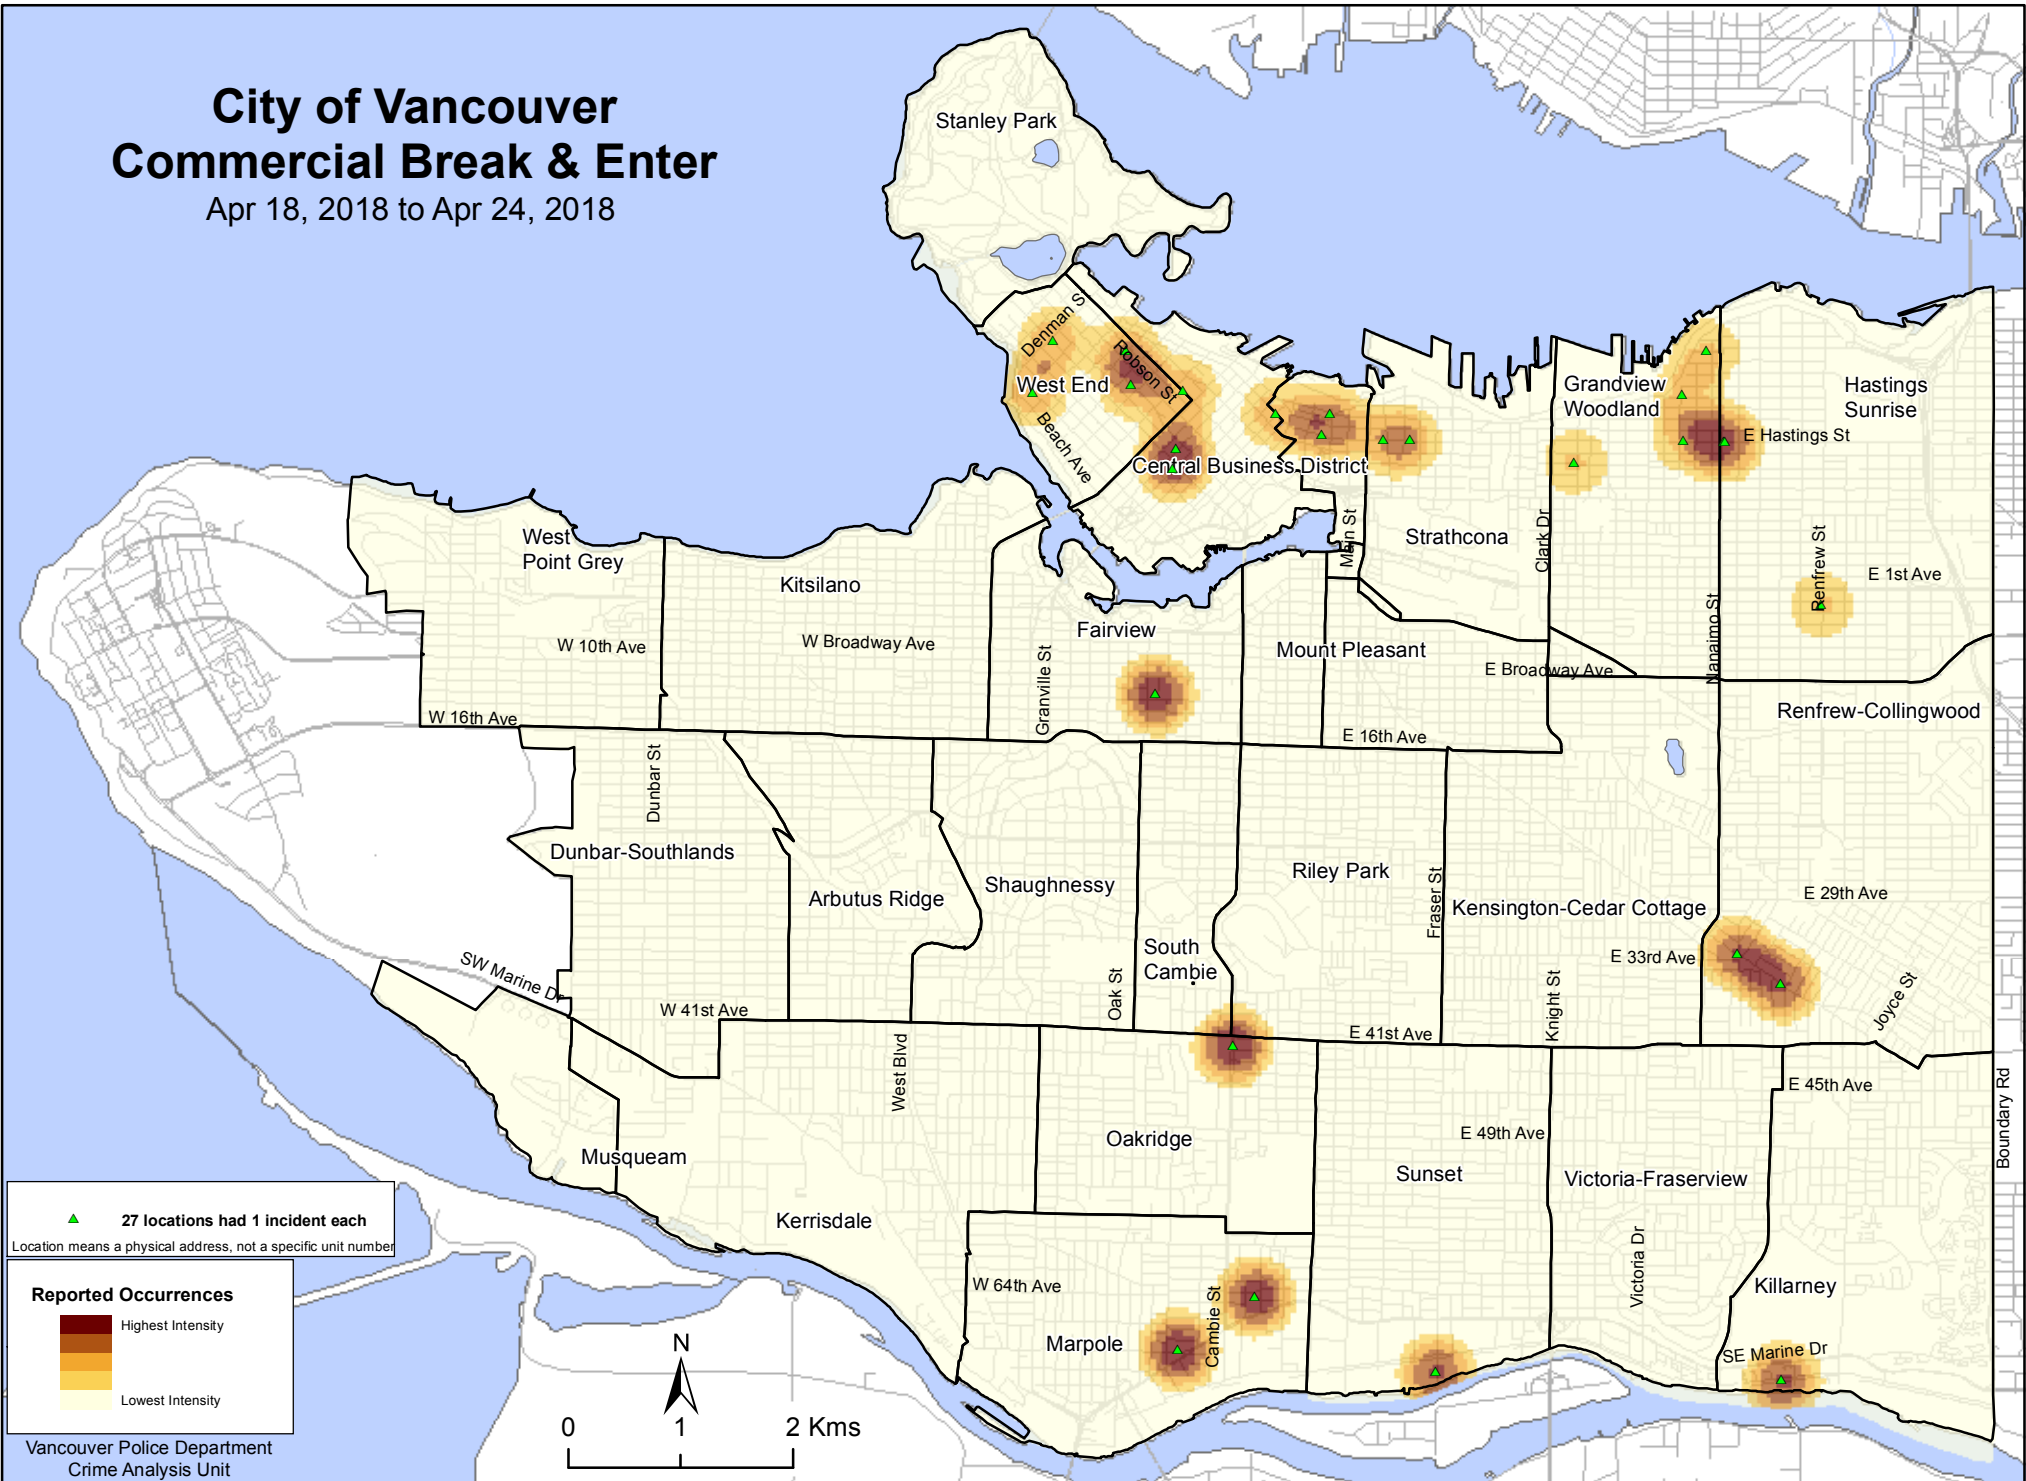 City of Vancouver
Commercial Break & Enter
Apr 18, 2018 to Apr 24, 2018
Stanley Park
Denman S
Robson St
West End
Beach Ave
Central Business District
Grandview
Woodland
Hastings
Sunrise
E Hastings St
West
Point Grey
Kitsilano
Main St
Strathcona
Clark Dr
Renfrew St
E 1st Ave
W 10th Ave
W Broadway Ave
Fairview
Granville St
Mount Pleasant
E Broadway Ave
Nanaimo St
W 16th Ave
E 16th Ave
Renfrew-Collingwood
Dunbar St
Dunbar-Southlands
Arbutus Ridge
Shaughnessy
Riley Park
Fraser St
Kensington-Cedar Cottage
E 29th Ave
South
Cambie
E 33rd Ave
SW Marine Dr
W 41st Ave
Oak St
Knight St
Joyce St
E 41st Ave
West Blvd
E 45th Ave
Boundary Rd
Oakridge
E 49th Ave
Musqueam
Sunset
Victoria-Fraserview
Kerrisdale
Victoria Dr
W 64th Ave
Cambie St
Killarney
Marpole
SE Marine Dr
27 locations had 1 incident each
Location means a physical address, not a specific unit number
Reported Occurrences
Highest Intensity
Lowest Intensity
N
0 1 2 Kms
Vancouver Police Department
Crime Analysis Unit